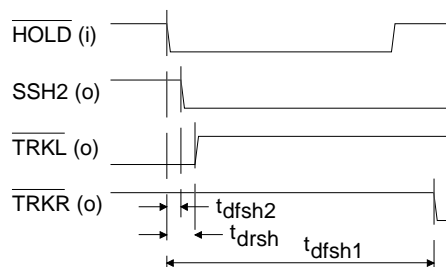 HOLD (i)
SSH2 (o)
TRKL (o)
TRKR (o)
tdfsh2
tdrsh
tdfsh1